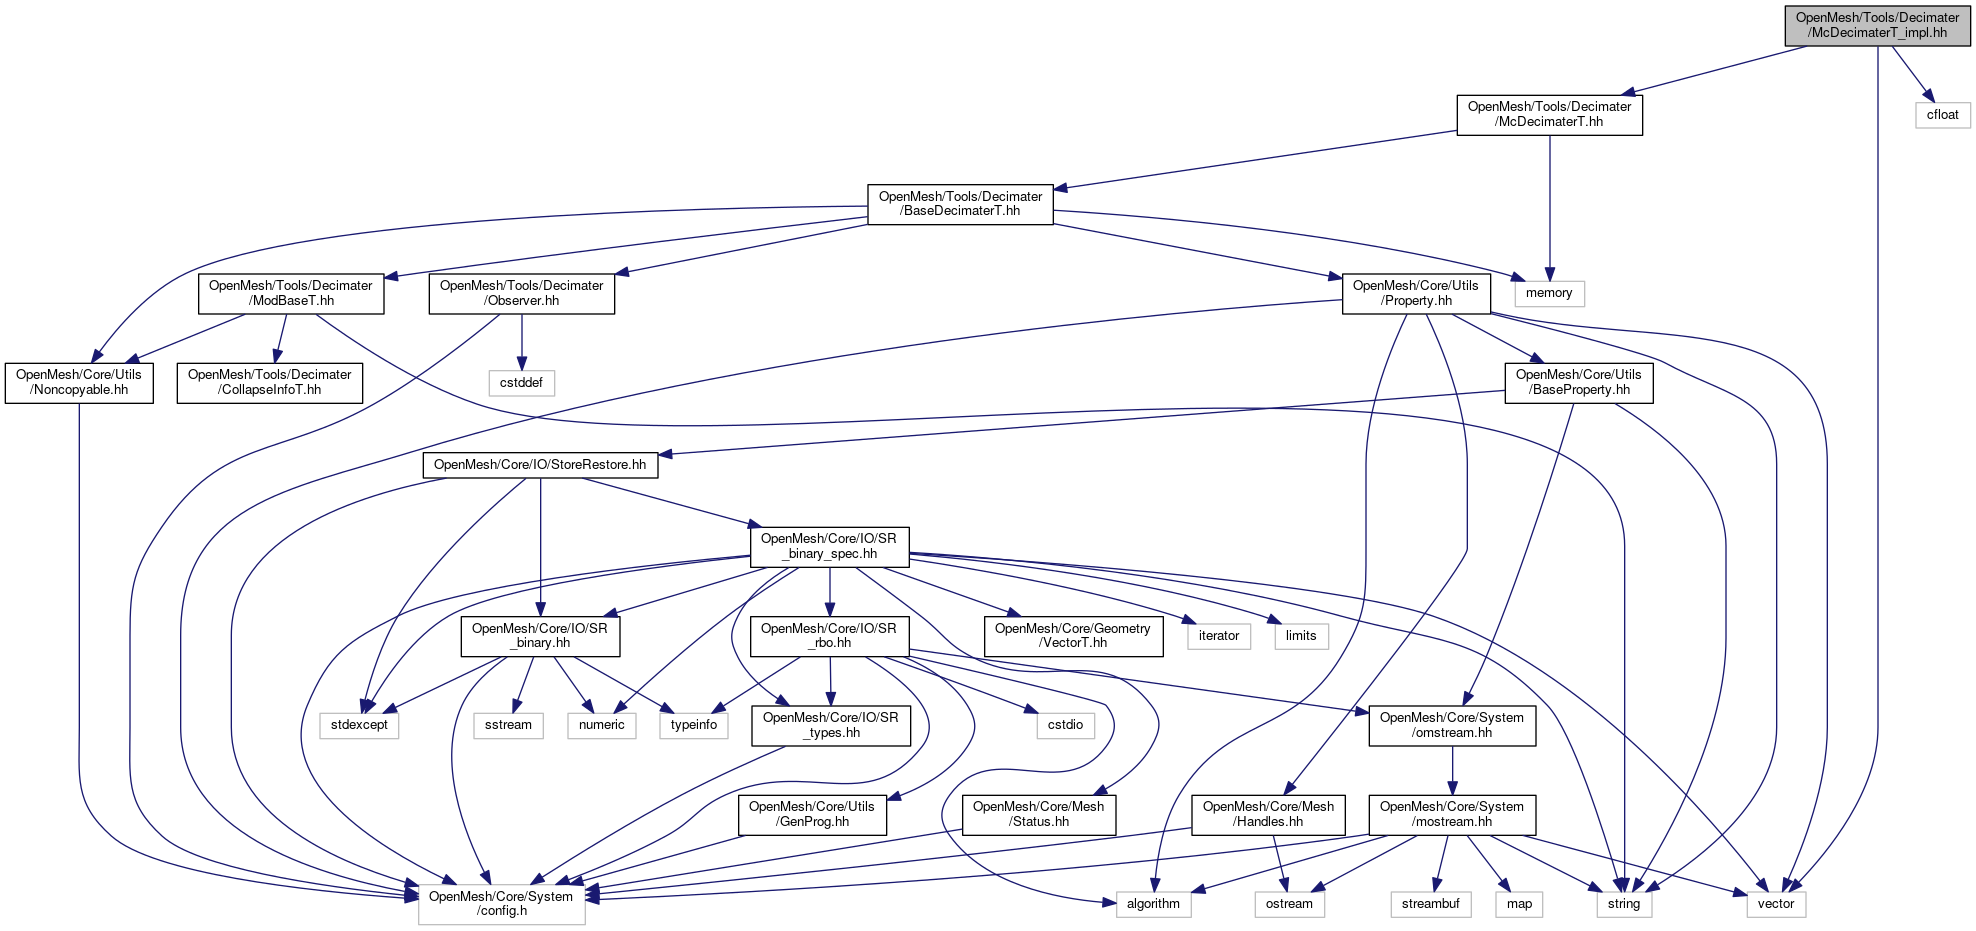 OpenMesh/Tools/Decimater
/McDecimaterT_impl.hh
OpenMesh/Tools/Decimater
/McDecimaterT.hh
cfloat
OpenMesh/Tools/Decimater
/BaseDecimaterT.hh
OpenMesh/Tools/Decimater
/ModBaseT.hh
OpenMesh/Tools/Decimater
/Observer.hh
OpenMesh/Core/Utils
/Property.hh
memory
OpenMesh/Core/Utils
/Noncopyable.hh
OpenMesh/Tools/Decimater
/CollapseInfoT.hh
cstddef
OpenMesh/Core/Utils
/BaseProperty.hh
OpenMesh/Core/IO/StoreRestore.hh
OpenMesh/Core/IO/SR
_binary_spec.hh
OpenMesh/Core/IO/SR
_binary.hh
OpenMesh/Core/IO/SR
_rbo.hh
OpenMesh/Core/Geometry
/VectorT.hh
iterator
limits
stdexcept
sstream
numeric
typeinfo
OpenMesh/Core/IO/SR
_types.hh
cstdio
OpenMesh/Core/System
/omstream.hh
OpenMesh/Core/Utils
/GenProg.hh
OpenMesh/Core/Mesh
/Status.hh
OpenMesh/Core/Mesh
/Handles.hh
OpenMesh/Core/System
/mostream.hh
OpenMesh/Core/System
/config.h
algorithm
ostream
streambuf
map
string
vector